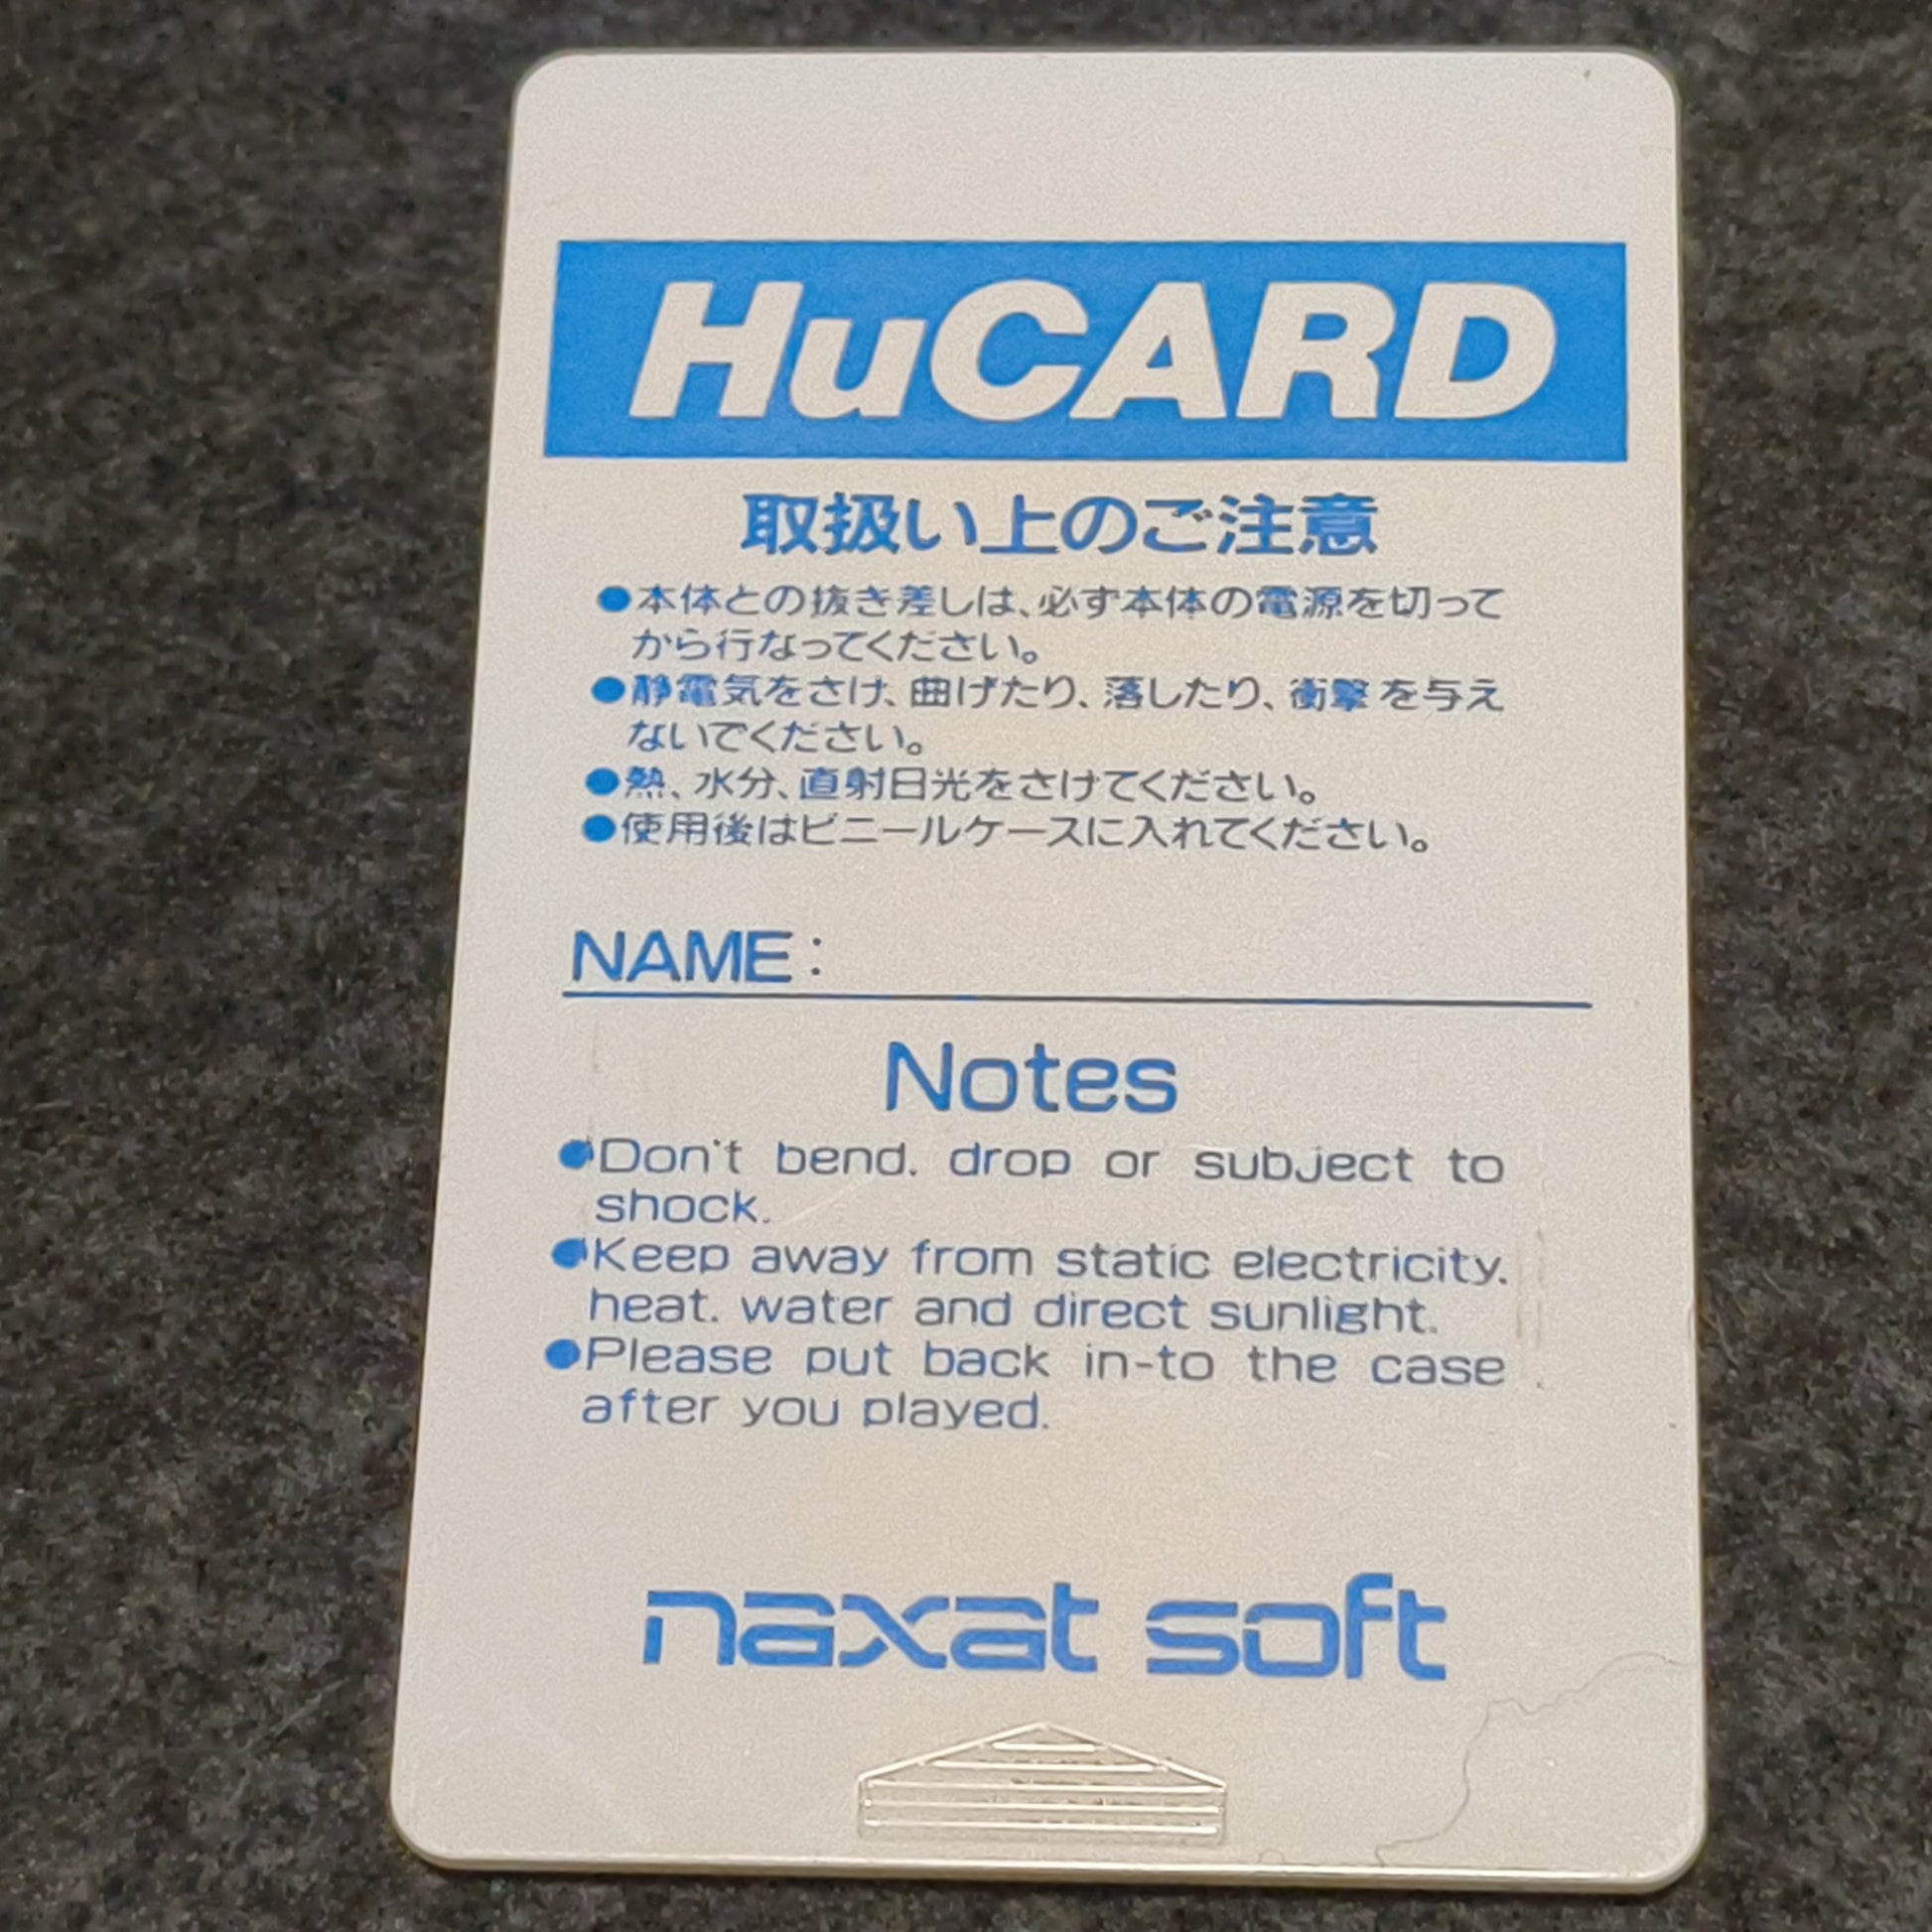 HuCARD
取扱い上のご注意
●本体との抜き差しは、必ず本体の電源を切って
から行なってください。
●静電気をさけ、曲げたり、落したり、衝撃を与え
ないでください。
●熱、水分、直射日光をさけてください。
●使用後はビニールケースに入れてください。
NAME:
Notes
●Don't bend, drop or subject to
shock.
●Keep away from static electricity,
heat, water and direct sunlight.
●Please put back in-to the case
after you played.
naxat soft